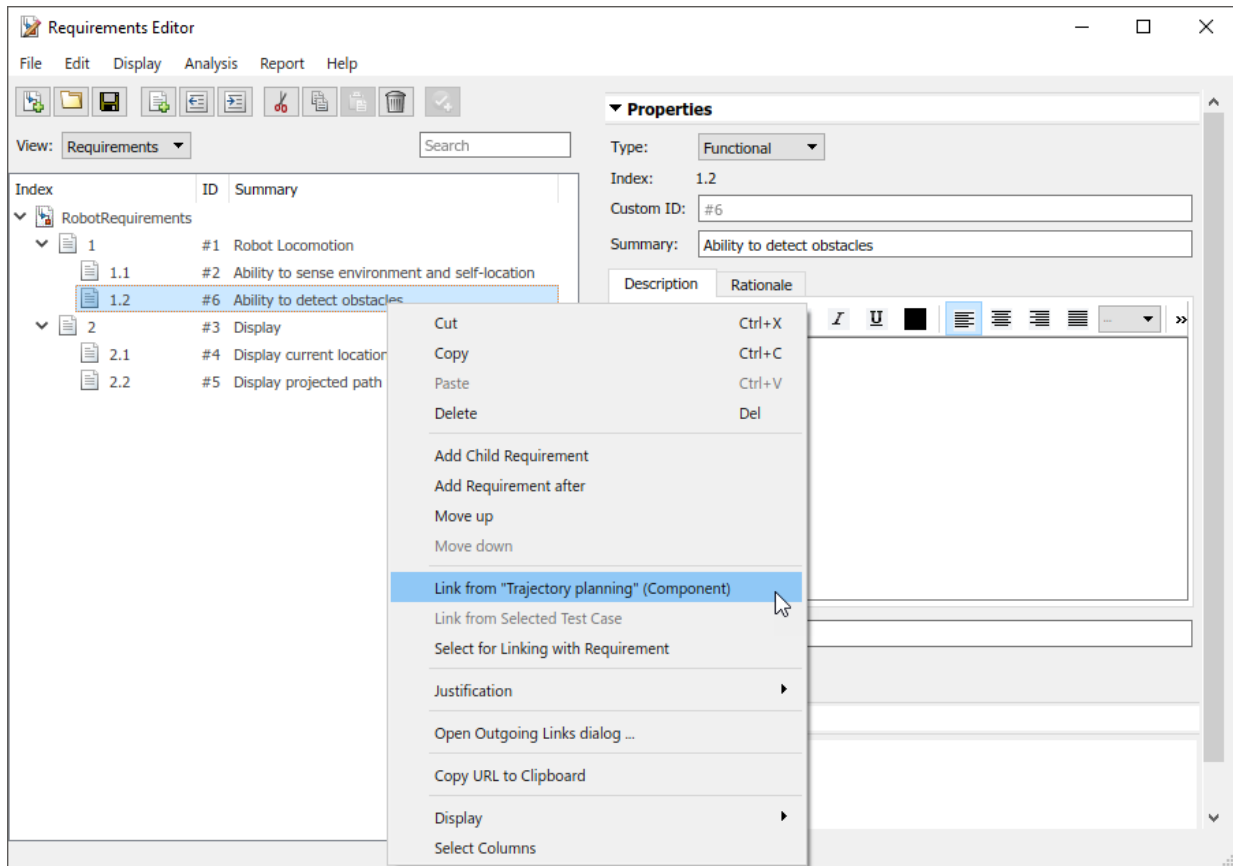 Requirements Editor
File Edit Display Analysis Report Help
View: Requirements Search
Index ID Summary
RobotRequirements
1 #1 Robot Locomotion
1.1 #2 Ability to sense environment and self-location
1.2 #6 Ability to detect obstacles
2 #3 Display
2.1 #4 Display current location
2.2 #5 Display projected path
Cut Ctrl+X
Copy Ctrl+C
Paste Ctrl+V
Delete Del
Add Child Requirement
Add Requirement after
Move up
Move down
Link from "Trajectory planning" (Component)
Link from Selected Test Case
Select for Linking with Requirement
Justification
Open Outgoing Links dialog ...
Copy URL to Clipboard
Display
Select Columns
Properties
Type: Functional
Index: 1.2
Custom ID: #6
Summary: Ability to detect obstacles
Description Rationale
I U ... »